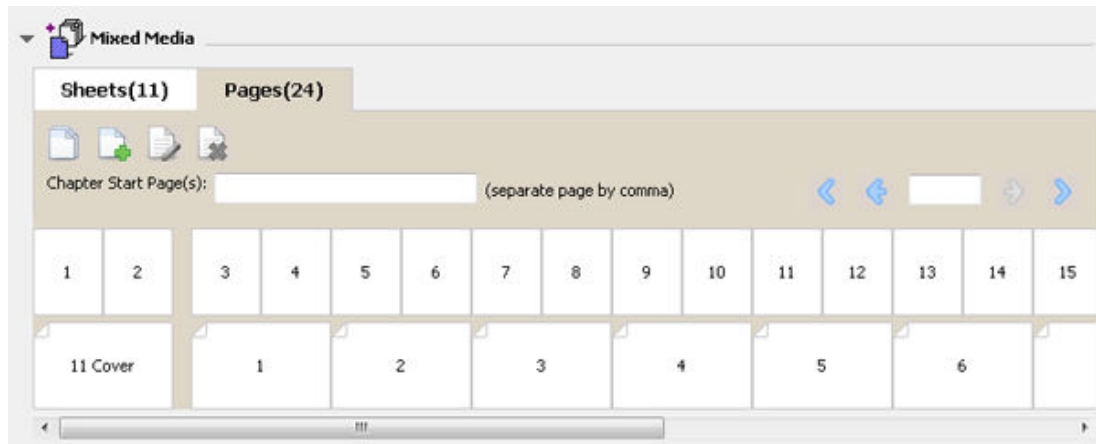 Mixed Media
Sheets(11) Pages(24)
Chapter Start Page(s): (separate page by comma)
1 2 3 4 5 6 7 8 9 10 11 12 13 14 15
11 Cover 1 2 3 4 5 6